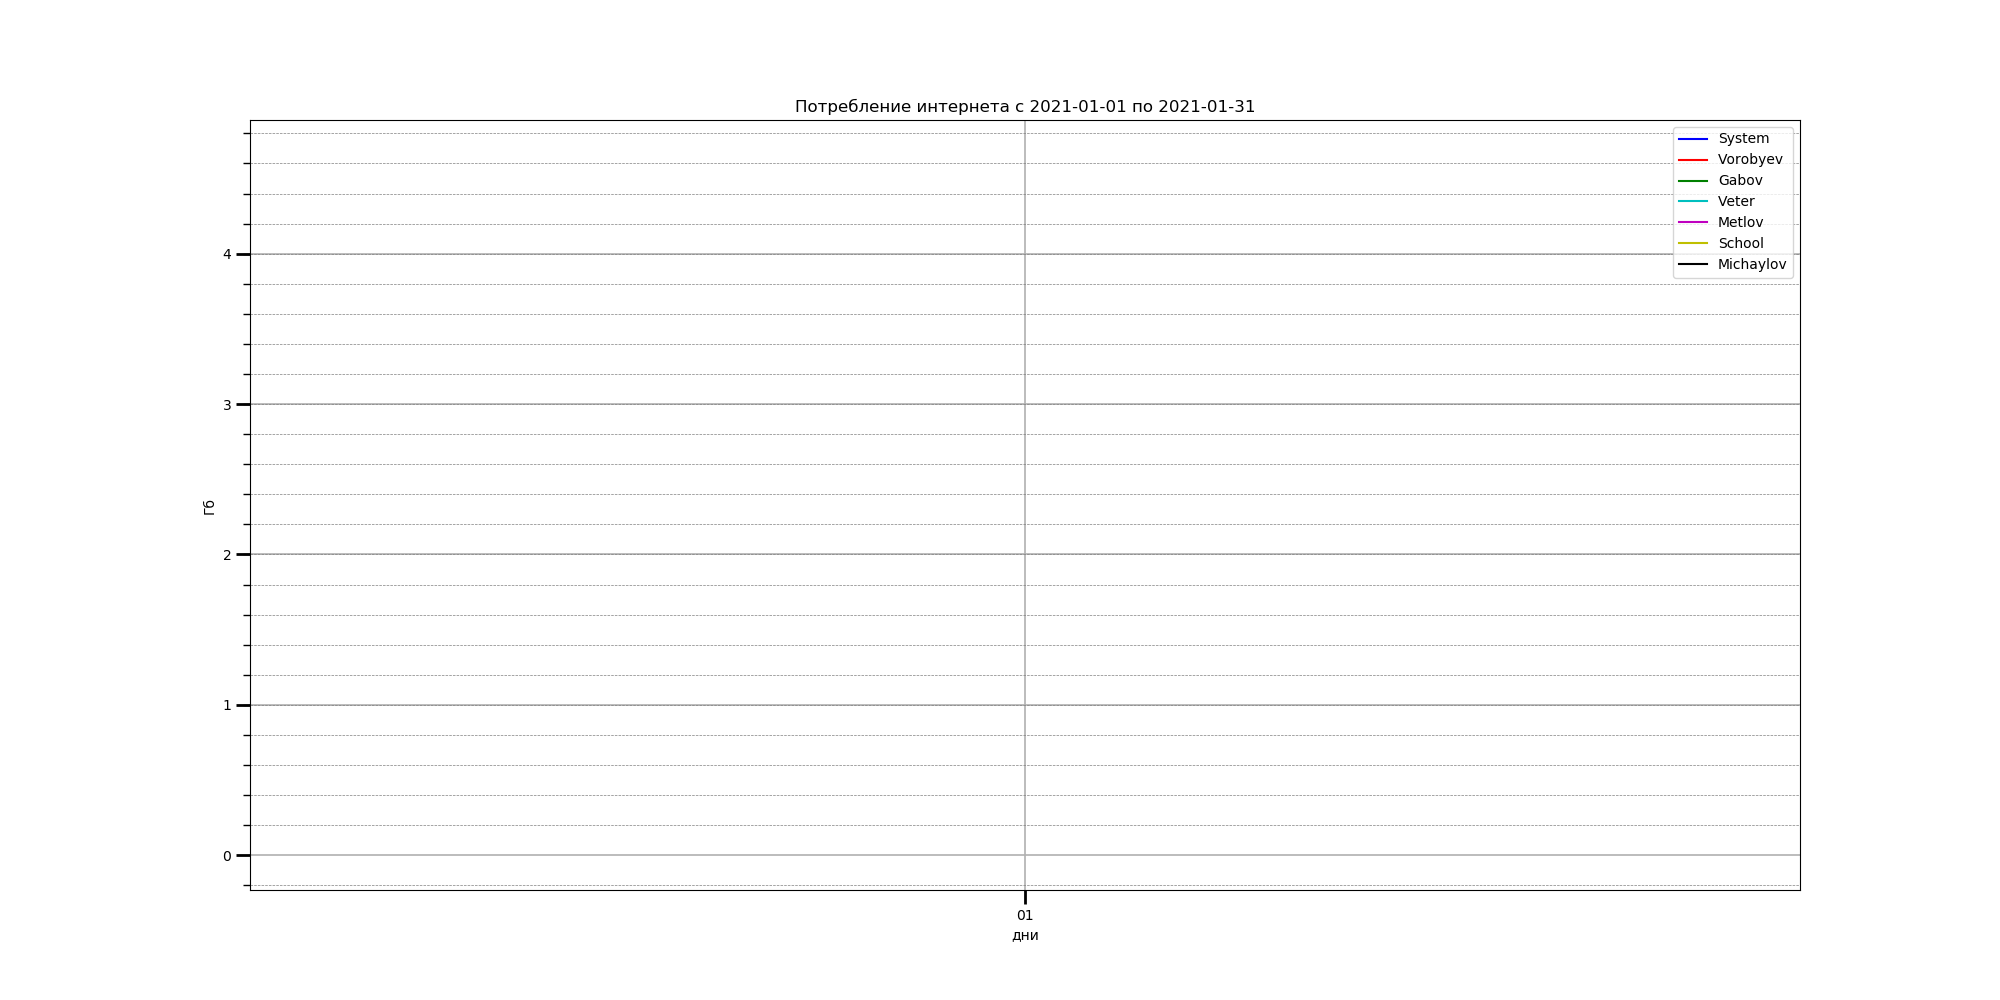 Потребление интернета с 2021-01-01 по 2021-01-31
System
Vorobyev
Gabov
Veter
Metlov
School
Michaylov
4
3
2
1
0
Гб
01
дни